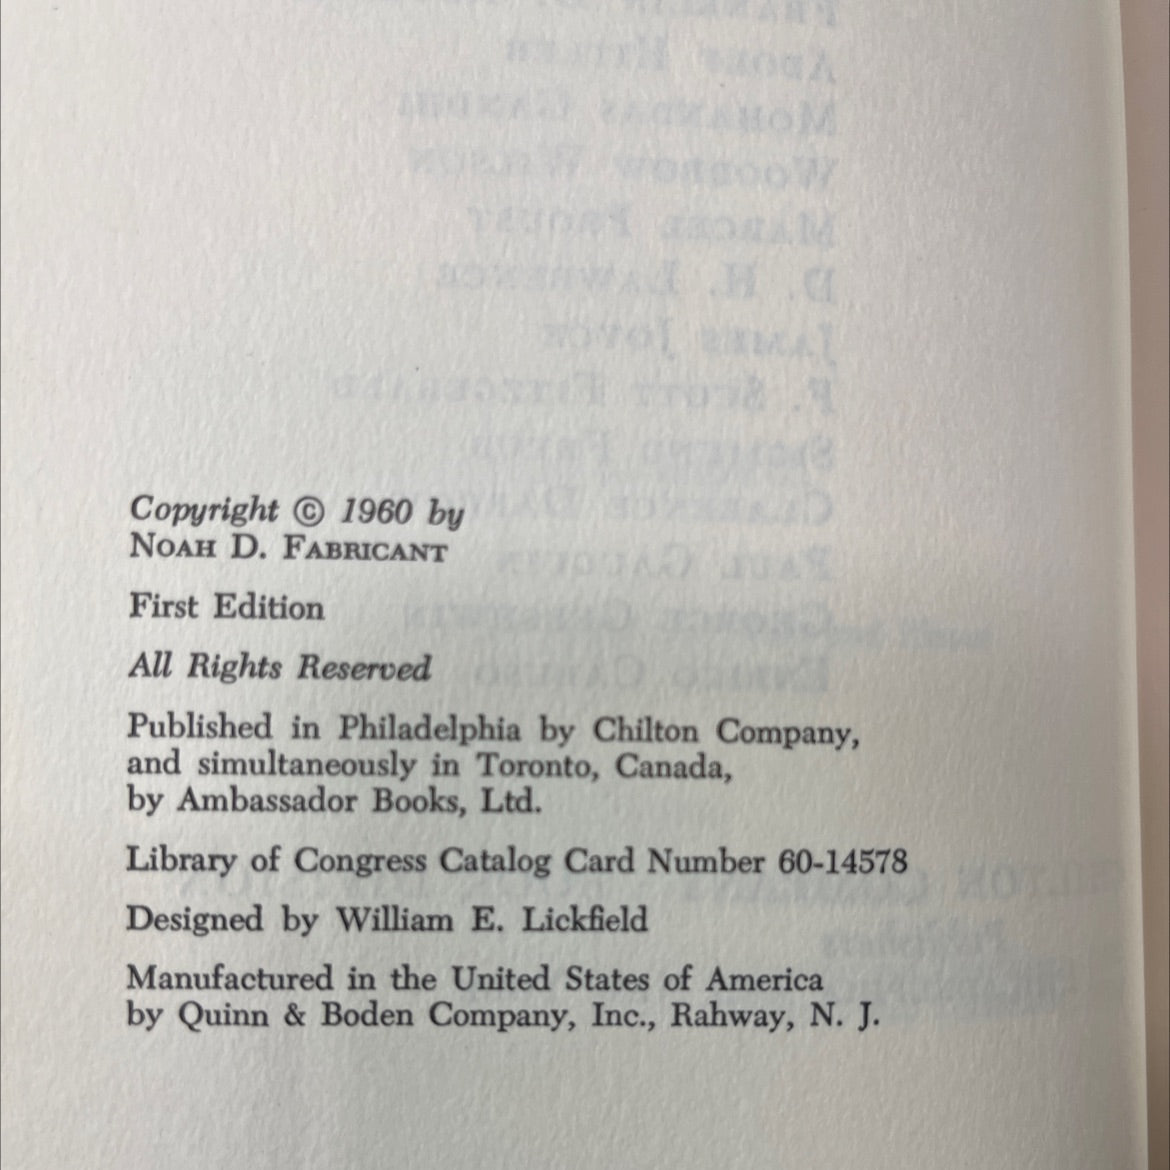 Copyright © 1960 by
NOAH D. FABRICANT
First Edition
All Rights Reserved
Published in Philadelphia by Chilton Company,
and simultaneously in Toronto, Canada,
by Ambassador Books, Ltd.
Library of Congress Catalog Card Number 60-14578
Designed by William E. Lickfield
Manufactured in the United States of America
by Quinn & Boden Company, Inc., Rahway, N. J.